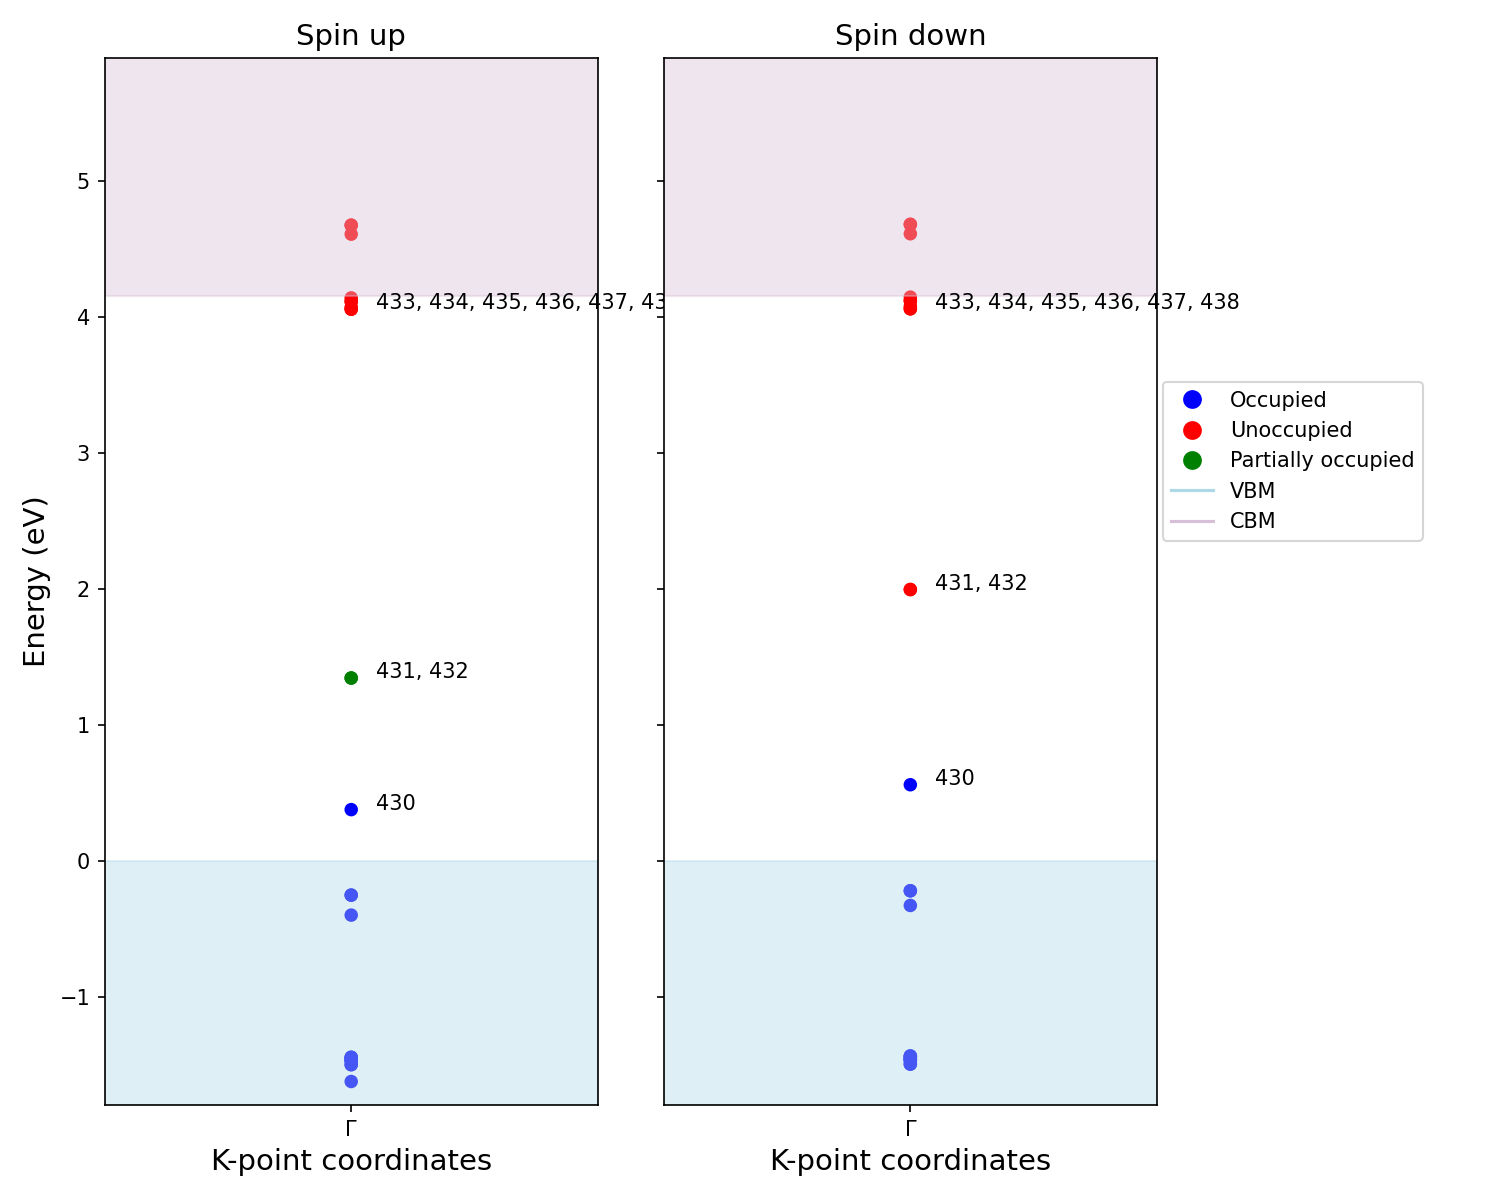 Spin up
Spin down
Energy (eV)
5
4
3
2
1
0
−1
433, 434, 435, 436, 437, 43
431, 432
430
433, 434, 435, 436, 437, 438
431, 432
430
Occupied
Unoccupied
Partially occupied
VBM
CBM
Γ
Γ
K-point coordinates
K-point coordinates